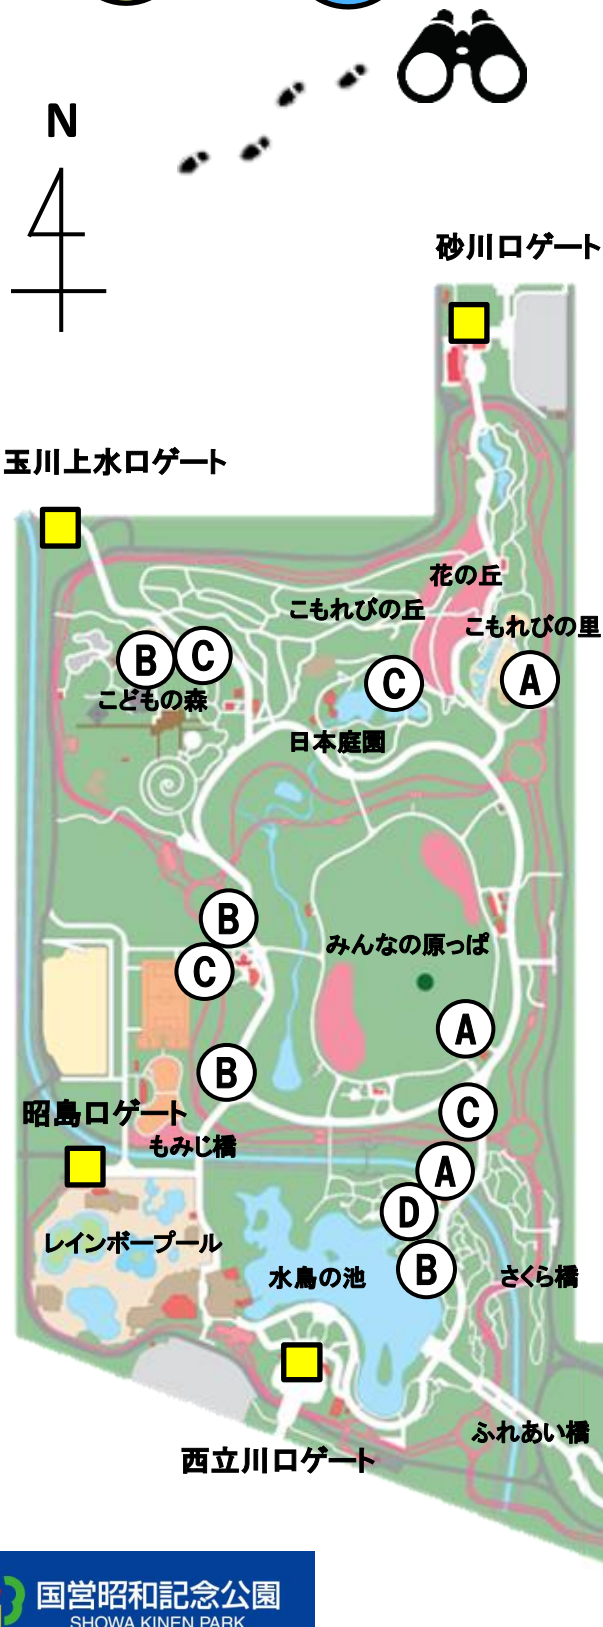 N
砂川口ゲート
玉川上水口ゲート
花の丘
こもれびの丘
こもれびの里
B
C
C
A
こどもの森
日本庭園
B
みんなの原っぱ
C
A
B
昭島口ゲート
C
もみじ橋
A
D
レインボープール
水鳥の池
B
さくら橋
ふれあい橋
西立川口ゲート
国営昭和記念公園
SHOWA KINEN PARK